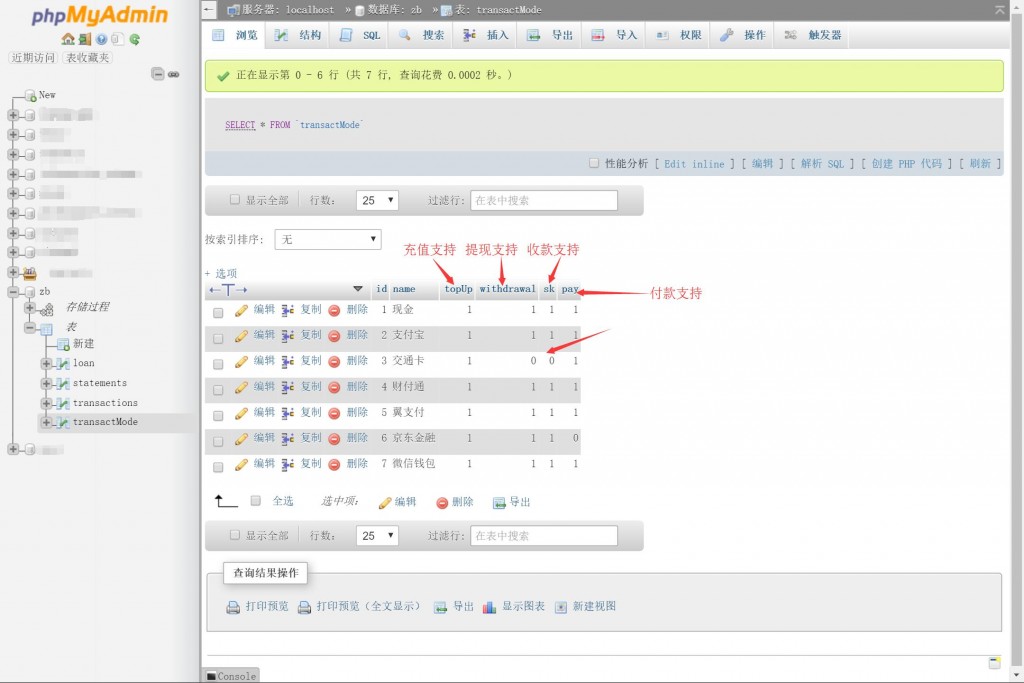 phpMyAdmin
近期访问 表收藏夹
New
zb
存储过程
表
新建
loan
statements
transactions
transactMode
服务器: localhost » 数据库: zb » 表: transactMode
浏览 结构 SQL 搜索 插入 导出 导入 权限 操作 触发器
正在显示第 0 - 6 行 (共 7 行, 查询花费 0.0002 秒。)
SELECT * FROM `transactMode`
性能分析 [ Edit inline ] [ 编辑 ] [ 解析 SQL ] [ 创建 PHP 代码 ] [ 刷新 ]
显示全部 行数: 25 过滤行: 在表中搜索
按索引排序: 无
充值支持 提现支持 收款支持
+ 选项
←T→ id name topUp withdrawal sk pay
付款支持
编辑 复制 删除 1 现金 1 1 1 1
编辑 复制 删除 2 支付宝 1 1 1 1
编辑 复制 删除 3 交通卡 1 0 0 1
编辑 复制 删除 4 财付通 1 1 1 1
编辑 复制 删除 5 翼支付 1 1 1 1
编辑 复制 删除 6 京东金融 1 1 1 0
编辑 复制 删除 7 微信钱包 1 1 1 1
全选 选中项: 编辑 删除 导出
显示全部 行数: 25 过滤行: 在表中搜索
查询结果操作
打印预览 打印预览 (全文显示) 导出 显示图表 新建视图
Console